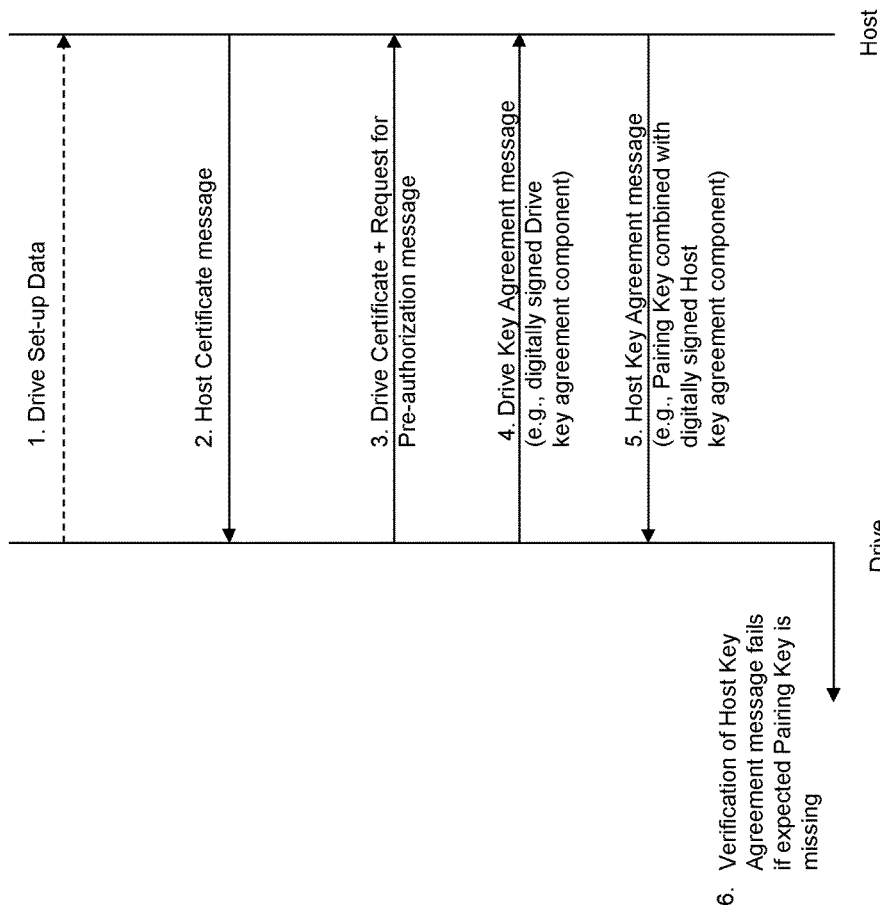 1. Drive Set-up Data
2. Host Certificate message
3. Drive Certificate + Request for
Pre-authorization message
4. Drive Key Agreement message
(e.g., digitally signed Drive
key agreement component)
5. Host Key Agreement message
(e.g., Pairing Key combined with
digitally signed Host
key agreement component)
6. Verification of Host Key
Agreement message fails
if expected Pairing Key is
missing
Drive
Host